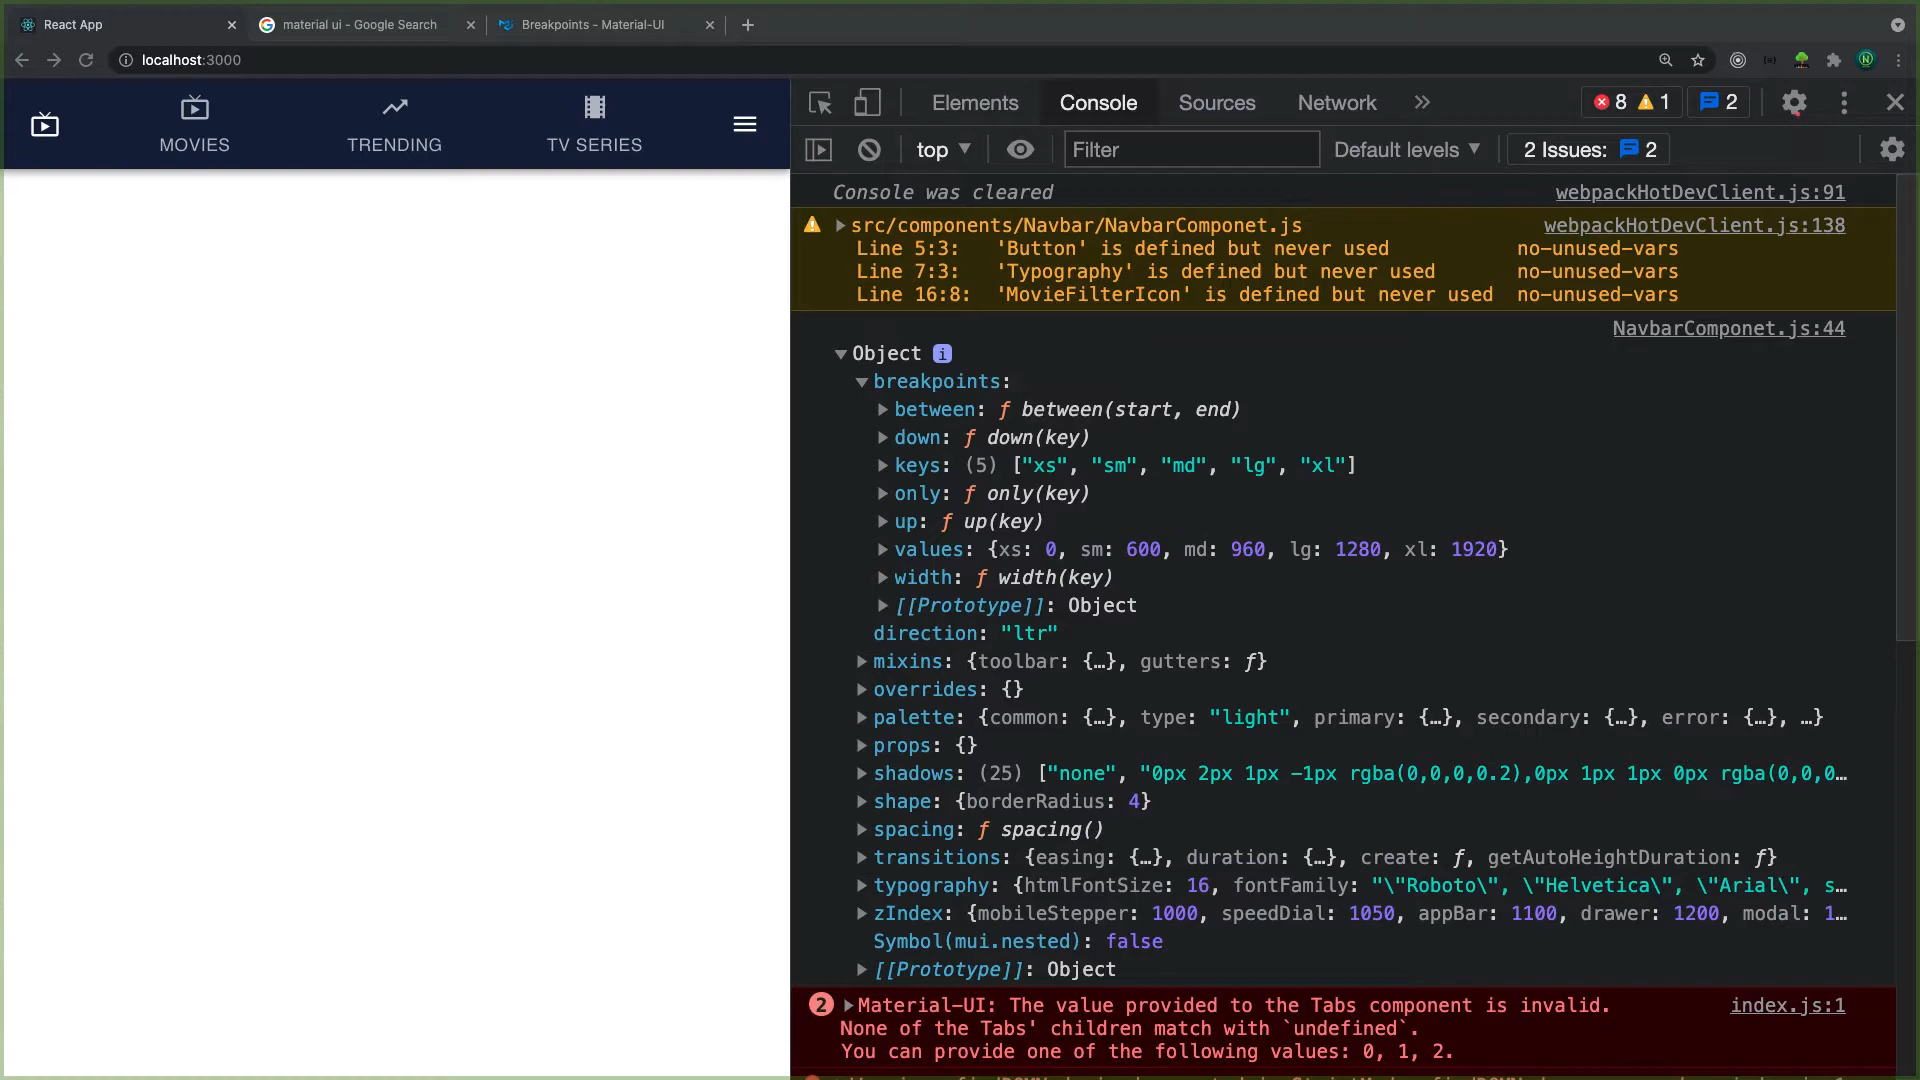 React App
material ui - Google Search
Breakpoints - Material-UI
localhost:3000
MOVIES
TRENDING
TV SERIES
Elements
Console
Sources
Network
8
1
2
top
Filter
Default levels
2 Issues:
2
Console was cleared
webpackHotDevClient.js:91
src/components/Navbar/NavbarComponet.js
webpackHotDevClient.js:138
Line 5:3: 'Button' is defined but never used no-unused-vars
Line 7:3: 'Typography' is defined but never used no-unused-vars
Line 16:8: 'MovieFilterIcon' is defined but never used no-unused-vars
NavbarComponet.js:44
Object i
breakpoints:
between: ƒ between(start, end)
down: ƒ down(key)
keys: (5) ["xs", "sm", "md", "lg", "xl"]
only: ƒ only(key)
up: ƒ up(key)
values: {xs: 0, sm: 600, md: 960, lg: 1280, xl: 1920}
width: ƒ width(key)
[[Prototype]]: Object
direction: "ltr"
mixins: {toolbar: {…}, gutters: ƒ}
overrides: {}
palette: {common: {…}, type: "light", primary: {…}, secondary: {…}, error: {…}, …}
props: {}
shadows: (25) ["none", "0px 2px 1px -1px rgba(0,0,0,0.2),0px 1px 1px 0px rgba(0,0,0…
shape: {borderRadius: 4}
spacing: ƒ spacing()
transitions: {easing: {…}, duration: {…}, create: ƒ, getAutoHeightDuration: ƒ}
typography: {htmlFontSize: 16, fontFamily: "\"Roboto\", \"Helvetica\", \"Arial\", s…
zIndex: {mobileStepper: 1000, speedDial: 1050, appBar: 1100, drawer: 1200, modal: 1…
Symbol(mui.nested): false
[[Prototype]]: Object
2
Material-UI: The value provided to the Tabs component is invalid.
index.js:1
None of the Tabs' children match with `undefined`.
You can provide one of the following values: 0, 1, 2.